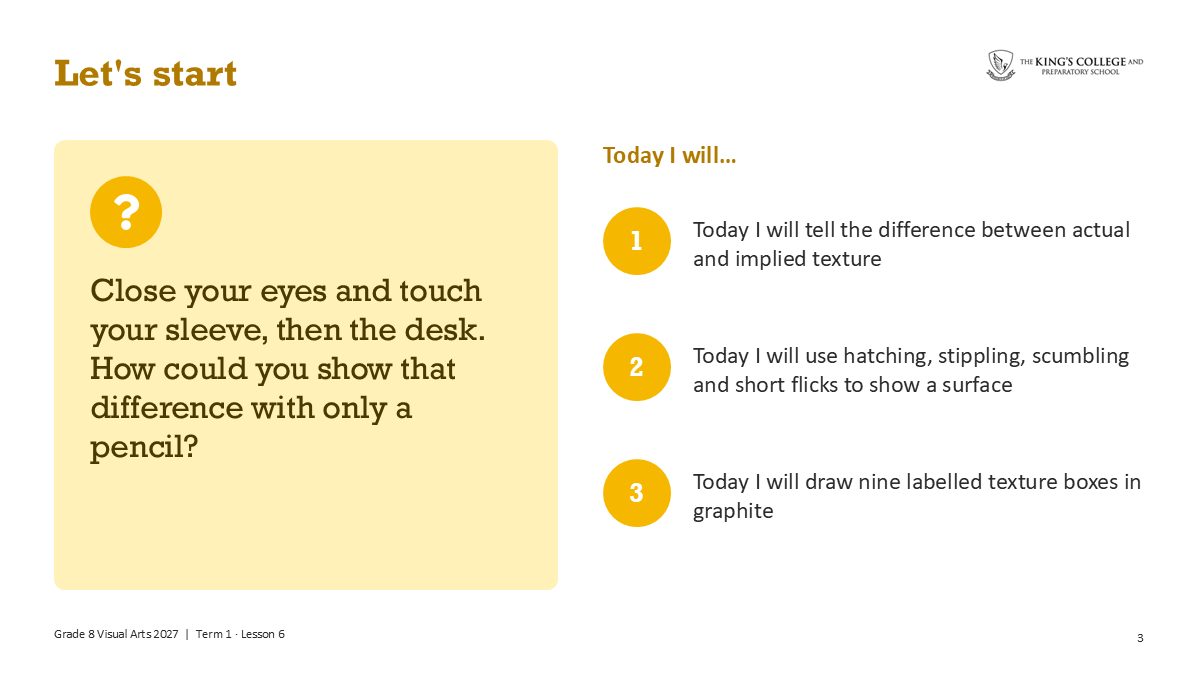 Let's start
THE KING'S COLLEGE AND
PREPARATORY SCHOOL
?
Close your eyes and touch
your sleeve, then the desk.
How could you show that
difference with only a
pencil?
Today I will...
1
Today I will tell the difference between actual
and implied texture
2
Today I will use hatching, stippling, scumbling
and short flicks to show a surface
3
Today I will draw nine labelled texture boxes in
graphite
Grade 8 Visual Arts 2027 | Term 1 · Lesson 6
3